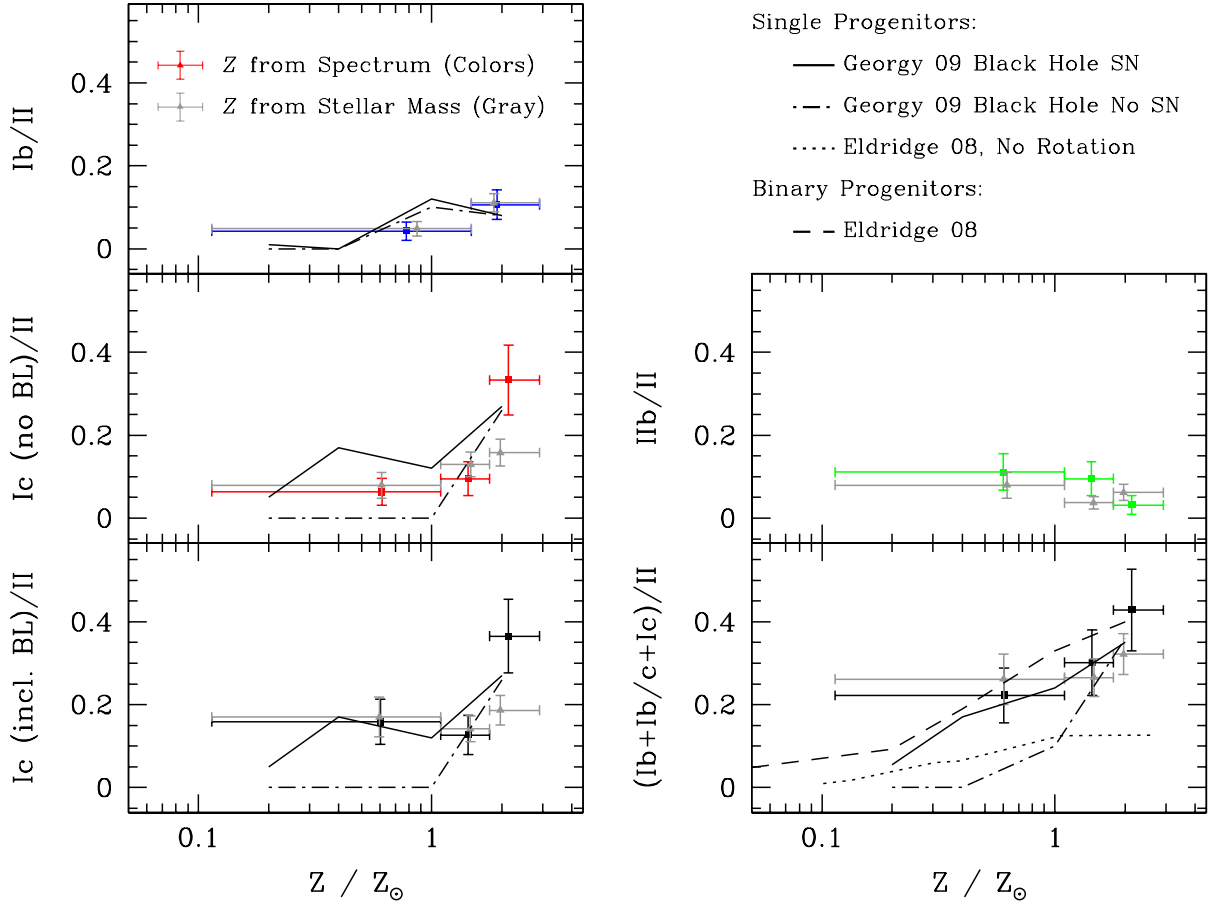 Ib/II
0.4
0.2
0
Z from Spectrum (Colors)
Z from Stellar Mass (Gray)
Single Progenitors:
Georgy 09 Black Hole SN
Georgy 09 Black Hole No SN
Eldridge 08, No Rotation
Binary Progenitors:
Eldridge 08
Ic (no BL)/II
0.4
0.2
0
IIb/II
0.4
0.2
0
Ic (incl. BL)/II
0.4
0.2
0
0.1
1
Z / Z⊙
(Ib+Ib/c+Ic)/II
0.4
0.2
0
0.1
1
Z / Z⊙